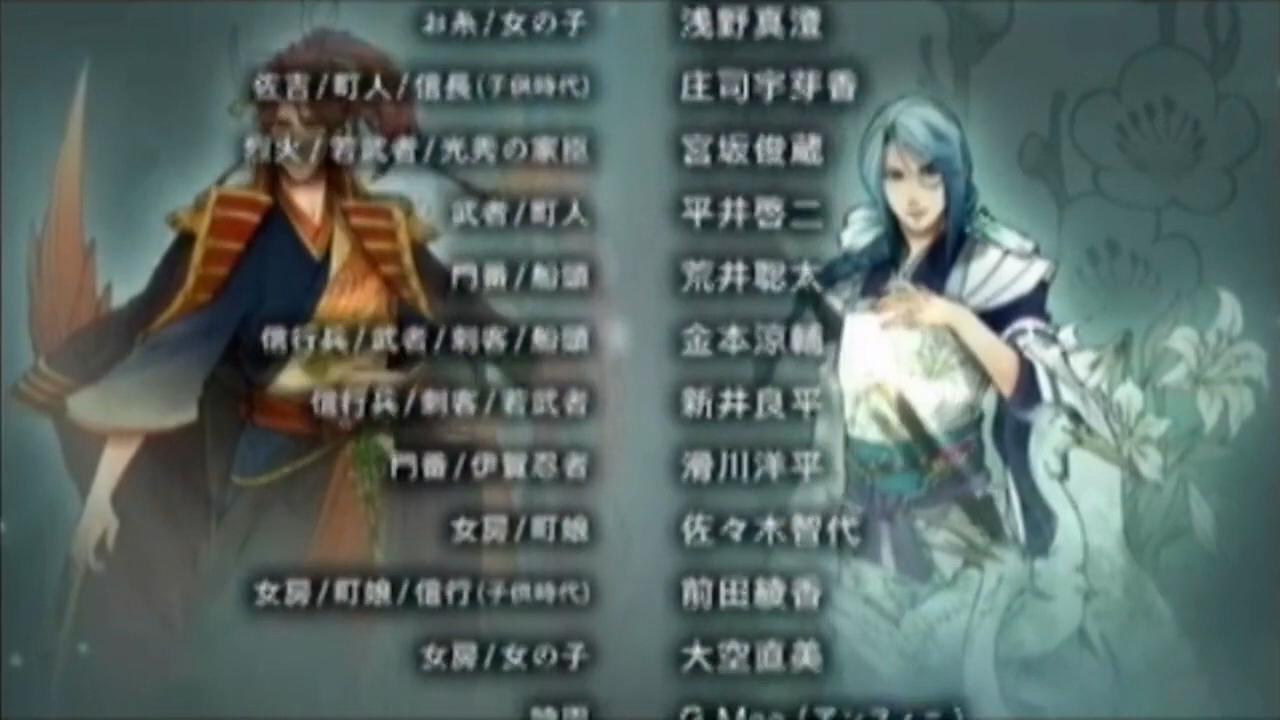 お糸/女の子 浅野真澄
佐吉/町人/信長(子供時代) 庄司宇芽香
烈火/若武者/光秀の家臣 宮坂俊蔵
武者/町人 平井啓二
門番/船頭 荒井聡太
信行兵/武者/刺客/船頭 金本涼輔
信行兵/刺客/若武者 新井良平
門番/伊賀忍者 滑川洋平
女房/町娘 佐々木智代
女房/町娘/信行(子供時代) 前田綾香
女房/女の子 大空直美